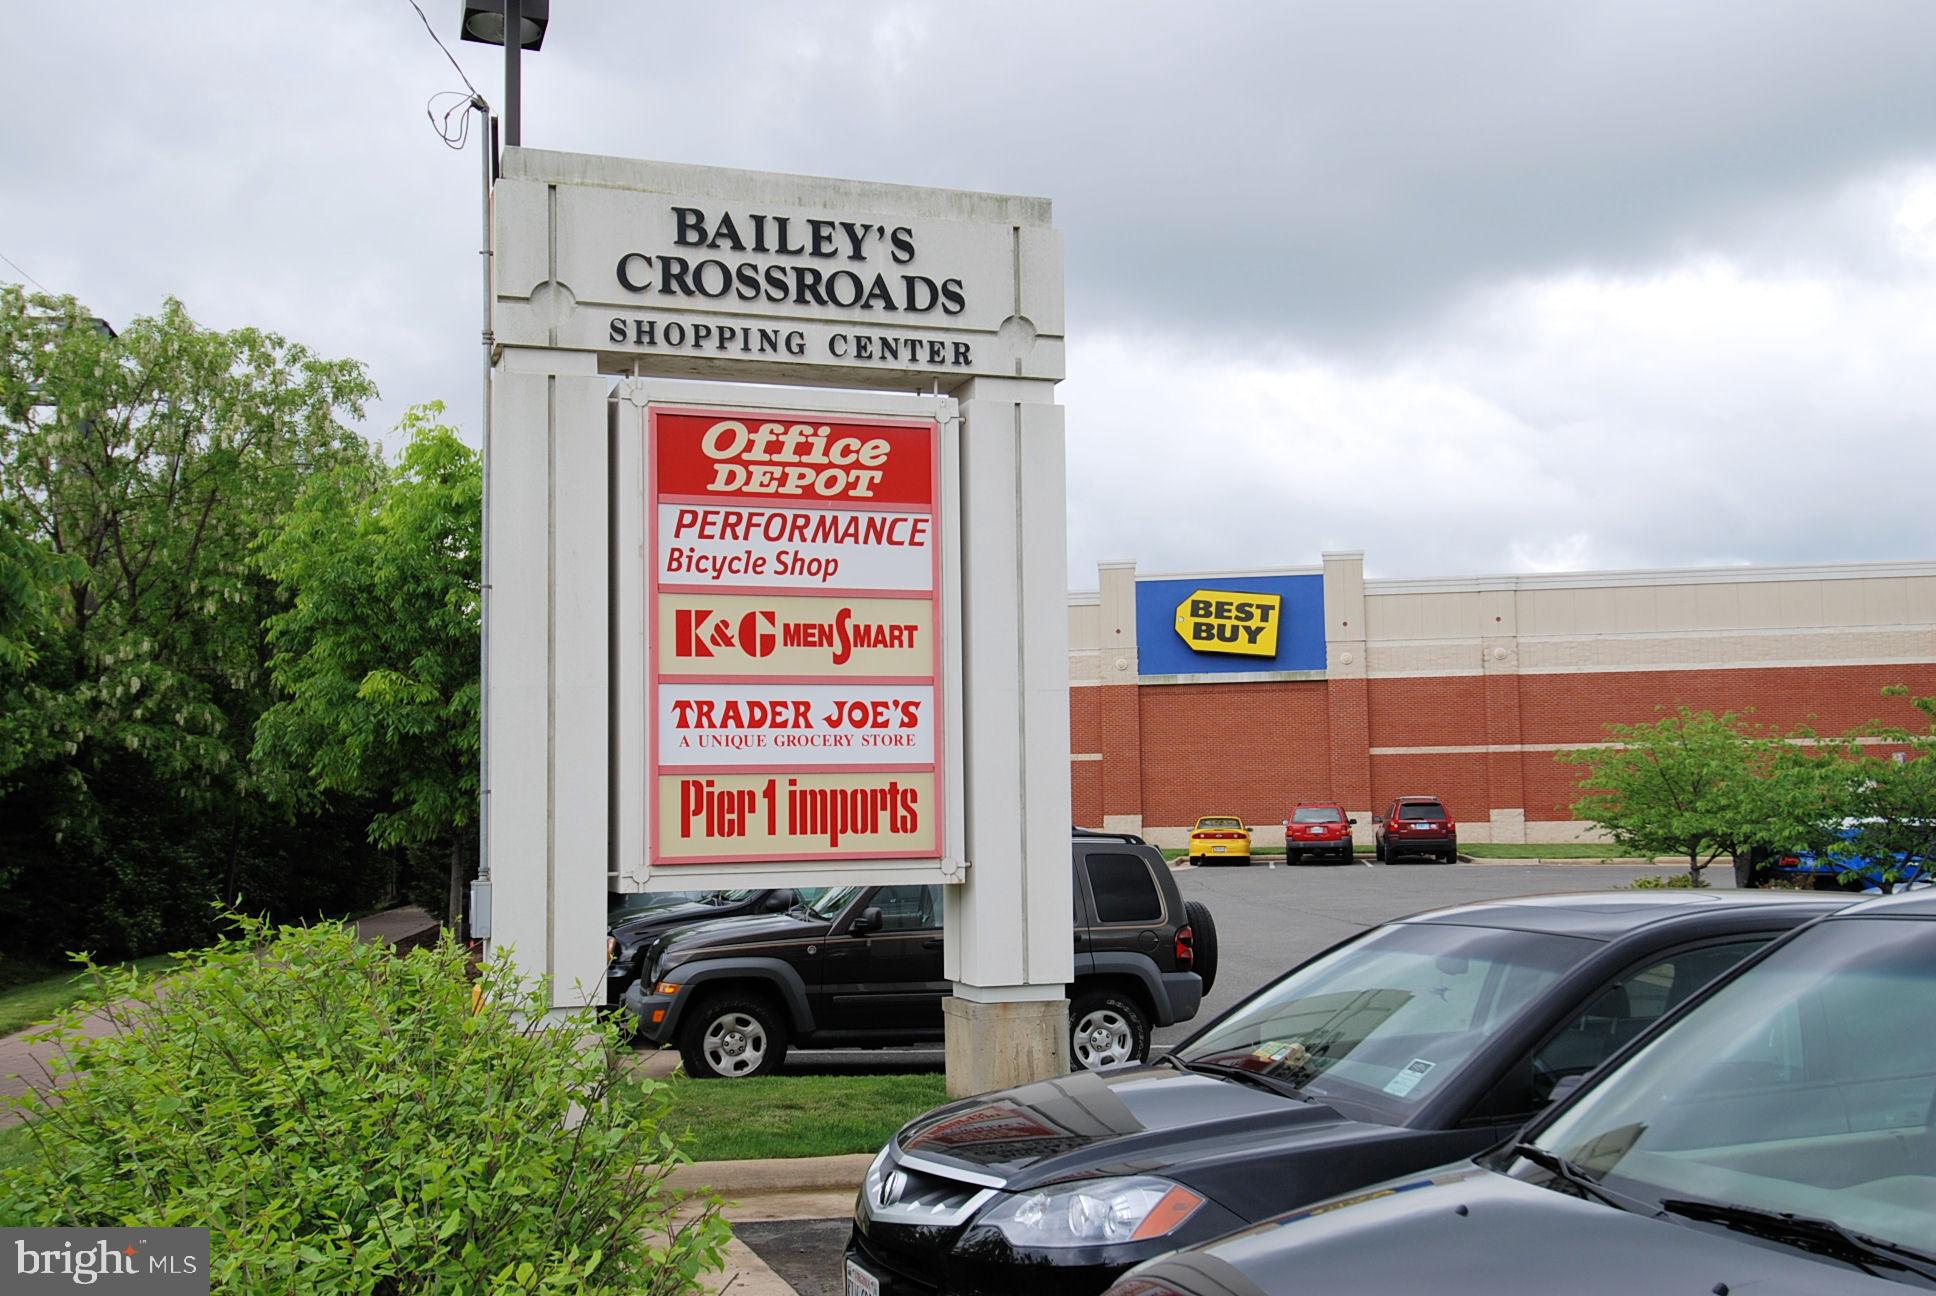 BAILEY'S
CROSSROADS
SHOPPING CENTER
Office
DEPOT
PERFORMANCE
Bicycle Shop
K&G MENSMART
TRADER JOE'S
A UNIQUE GROCERY STORE
Pier 1 imports
BEST
BUY
bright™ MLS